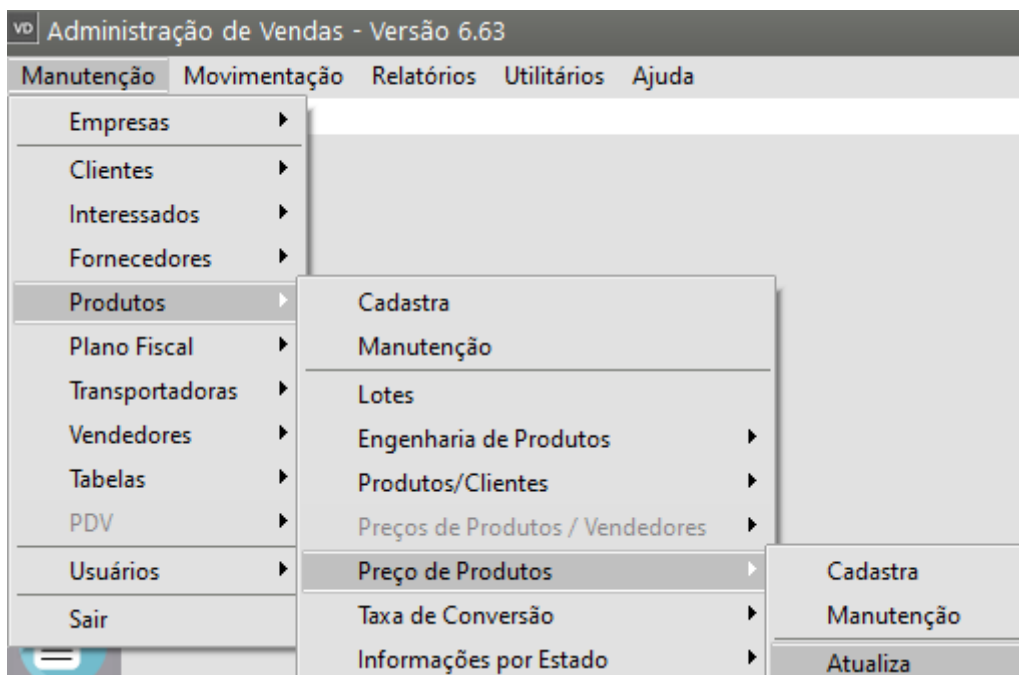 VD Administração de Vendas - Versão 6.63
Manutenção Movimentação Relatórios Utilitários Ajuda
Empresas
Clientes
Interessados
Fornecedores
Produtos
Plano Fiscal
Transportadoras
Vendedores
Tabelas
PDV
Usuários
Sair
Cadastra
Manutenção
Lotes
Engenharia de Produtos
Produtos/Clientes
Preços de Produtos / Vendedores
Preço de Produtos
Taxa de Conversão
Informações por Estado
Cadastra
Manutenção
Atualiza